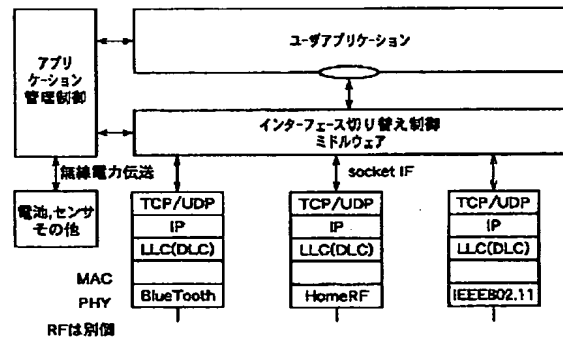 アプリ
ケーション
管理制御
ユーザアプリケーション
インターフェース切り替え制御
ミドルウェア
無線電力伝送
socket IF
電池,センサ
その他
TCP/UDP
IP
LLC(DLC)
BlueTooth
TCP/UDP
IP
LLC(DLC)
HomeRF
TCP/UDP
IP
LLC(DLC)
IEEE802.11
MAC
PHY
RFは別個